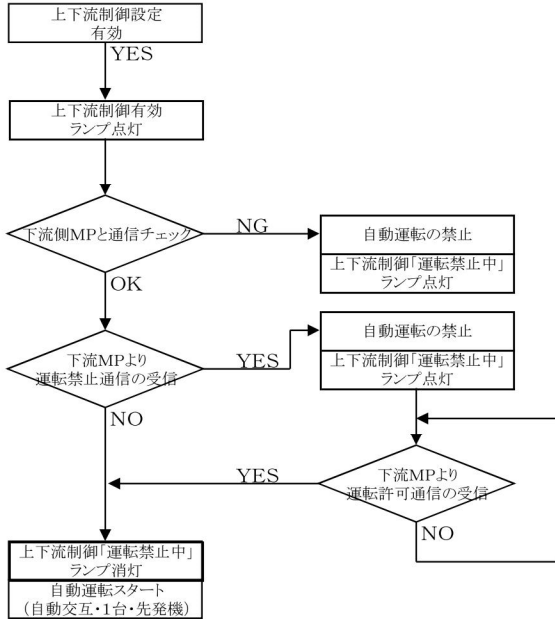 上下流制御設定
有効
YES
上下流制御有効
ランプ点灯
下流側MPと通信チェック
NG
自動運転の禁止
上下流制御「運転禁止中」
ランプ点灯
OK
下流MPより
運転禁止通信の受信
YES
自動運転の禁止
上下流制御「運転禁止中」
ランプ点灯
NO
下流MPより
運転許可通信の受信
YES
NO
上下流制御「運転禁止中」
ランプ消灯
自動運転スタート
(自動交互・1台・先発機)